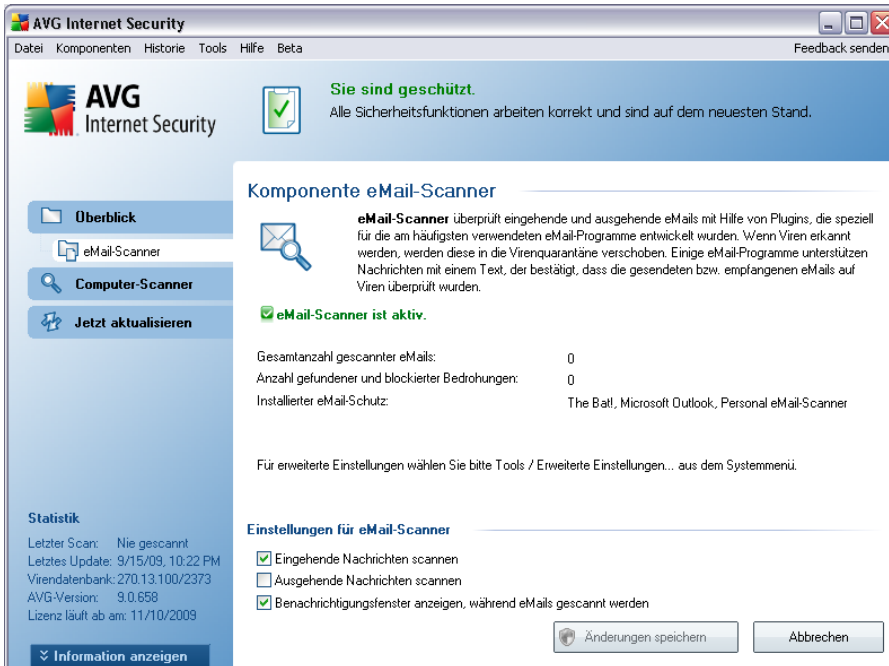 AVG Internet Security
Datei Komponenten Historie Tools Hilfe Beta Feedback senden
AVG
Internet Security
Sie sind geschützt.
Alle Sicherheitsfunktionen arbeiten korrekt und sind auf dem neuesten Stand.
Überblick
eMail-Scanner
Computer-Scanner
Jetzt aktualisieren
Komponente eMail-Scanner
eMail-Scanner überprüft eingehende und ausgehende eMails mit Hilfe von Plugins, die speziell
für die am häufigsten verwendeten eMail-Programme entwickelt wurden. Wenn Viren erkannt
werden, werden diese in die Virenquarantäne verschoben. Einige eMail-Programme unterstützen
Nachrichten mit einem Text, der bestätigt, dass die gesendeten bzw. empfangenen eMails auf
Viren überprüft wurden.
eMail-Scanner ist aktiv.
Gesamtanzahl gescannter eMails: 0
Anzahl gefundener und blockierter Bedrohungen: 0
Installierter eMail-Schutz: The Bat!, Microsoft Outlook, Personal eMail-Scanner
Für erweiterte Einstellungen wählen Sie bitte Tools / Erweiterte Einstellungen... aus dem Systemmenü.
Einstellungen für eMail-Scanner
Eingehende Nachrichten scannen
Ausgehende Nachrichten scannen
Benachrichtigungsfenster anzeigen, während eMails gescannt werden
Änderungen speichern
Abbrechen
Statistik
Letzter Scan: Nie gescannt
Letztes Update: 9/15/09, 10:22 PM
Virendatenbank: 270.13.100/2373
AVG-Version: 9.0.658
Lizenz läuft ab am: 11/10/2009
Information anzeigen